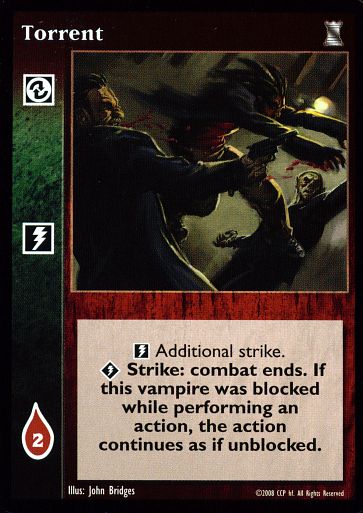 Torrent
Additional strike.
Strike: combat ends. If
this vampire was blocked
while performing an
action, the action
continues as if unblocked.
2
Illus: John Bridges
©2008 CCP hf. All Rights Reserved